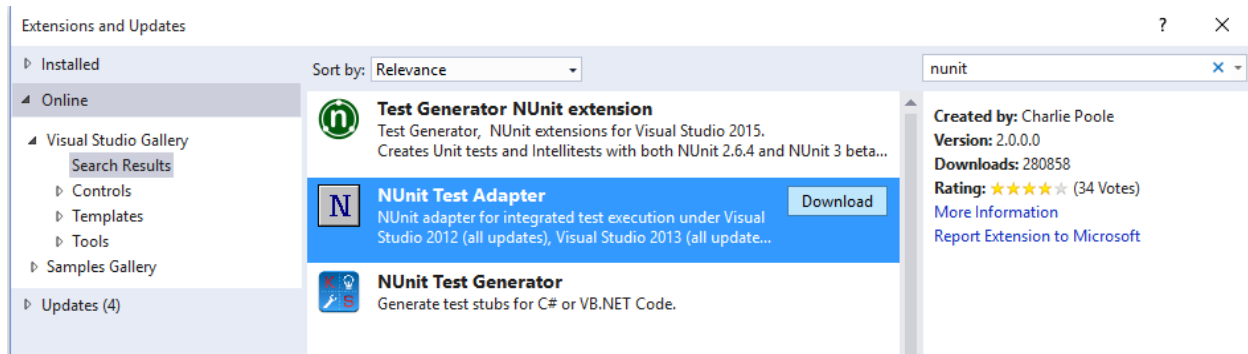 Extensions and Updates
?
Installed
Online
Visual Studio Gallery
Search Results
Controls
Templates
Tools
Samples Gallery
Updates (4)
Sort by: Relevance
n
Test Generator NUnit extension
Test Generator, NUnit extensions for Visual Studio 2015.
Creates Unit tests and Intellitests with both NUnit 2.6.4 and NUnit 3 beta...
N
NUnit Test Adapter
Download
NUnit adapter for integrated test execution under Visual
Studio 2012 (all updates), Visual Studio 2013 (all update...
K
S
NUnit Test Generator
Generate test stubs for C# or VB.NET Code.
nunit
Created by: Charlie Poole
Version: 2.0.0.0
Downloads: 280858
Rating: (34 Votes)
More Information
Report Extension to Microsoft